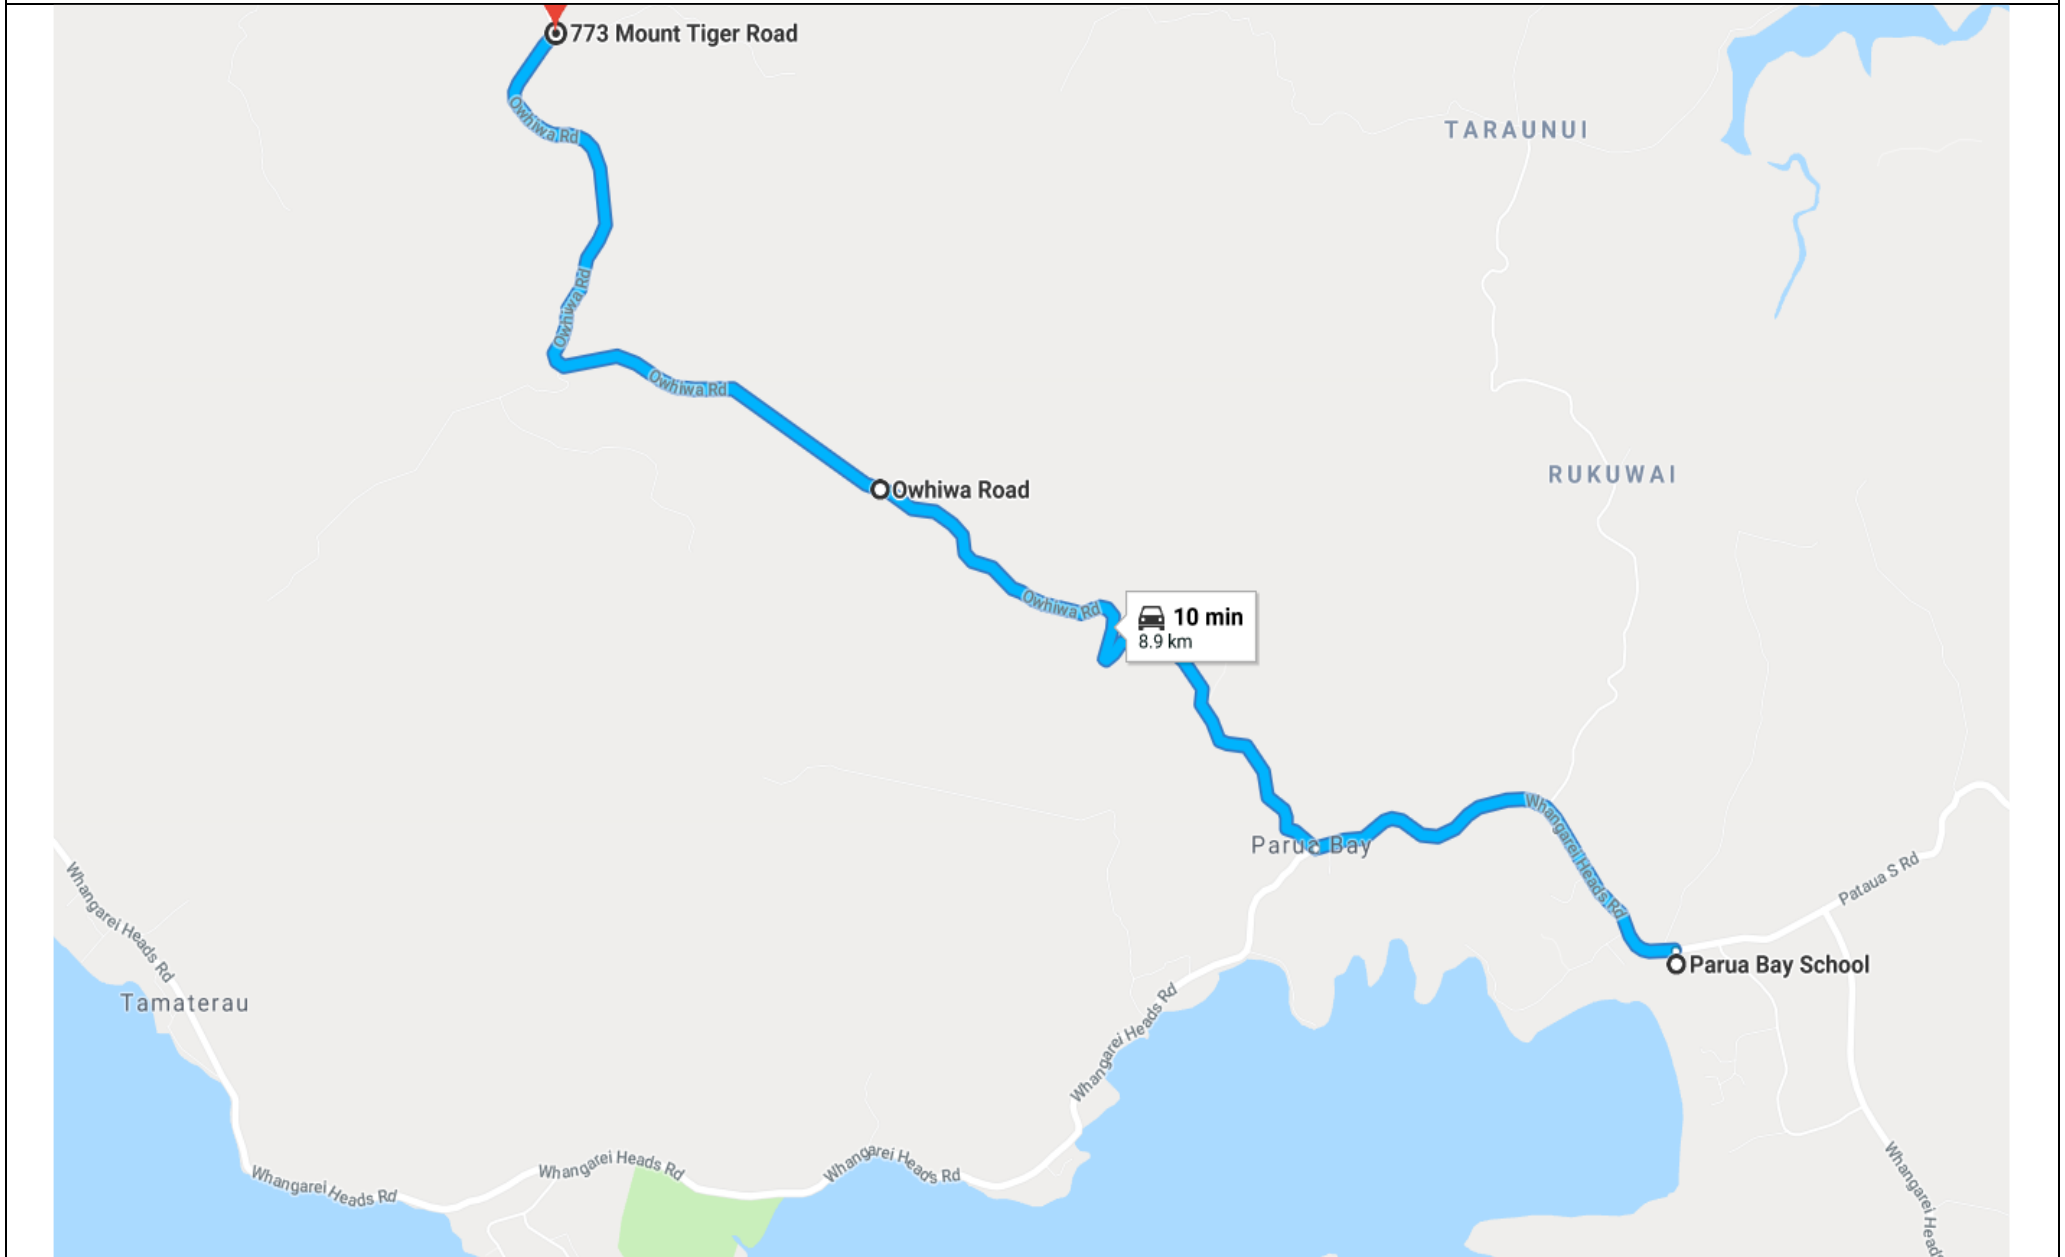 773 Mount Tiger Road
Owhiwa Rd
TARAUNUI
Owhiwa Rd
Owhiwa Rd
RUKUWAI
Owhiwa Road
Owhiwa Rd
10 min
8.9 km
Whangarei Heads Rd
Parua Bay
Pataua S Rd
Whangarei Heads Rd
Parua Bay School
Tamaterau
Whangarei Heads Rd
Whangarei Heads Rd
Whangarei Heads Rd
Whangarei Heads Rd
Whangarei Head